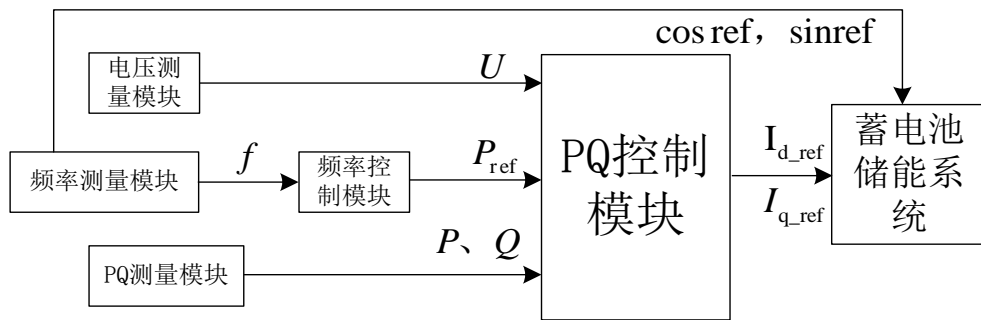 cos ref，sinref
电压测
量模块
U
频率测量模块
f
频率控
制模块
P_ref
PQ测量模块
P、Q
PQ控制
模块
I_d_ref
I_q_ref
蓄电池
储能系
统